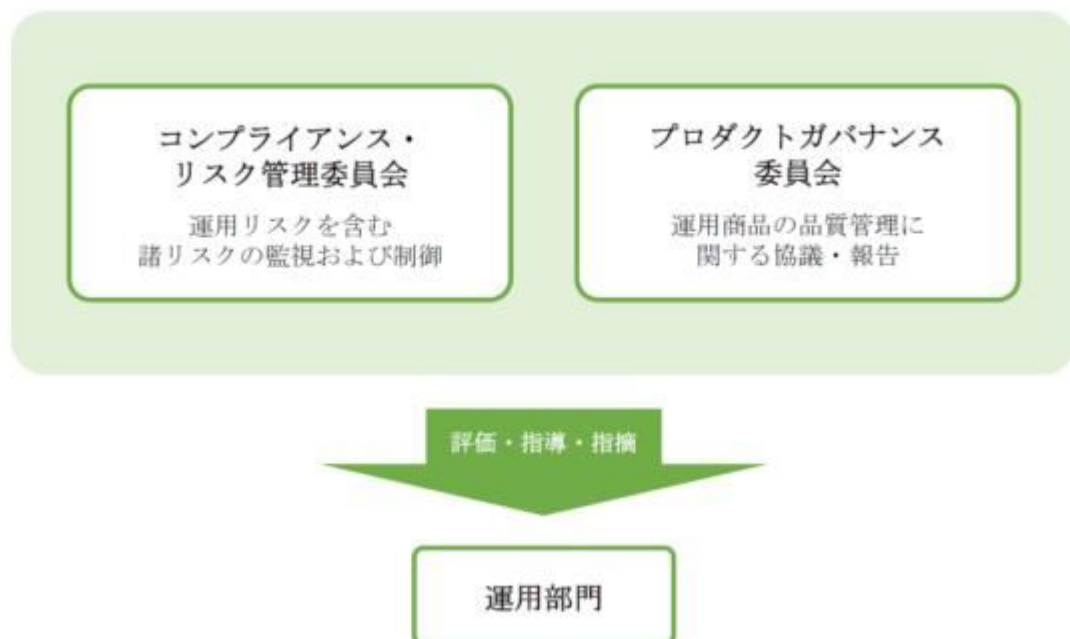 コンプライアンス・
リスク管理委員会
運用リスクを含む
諸リスクの監視および制御
プロダクトガバナンス
委員会
運用商品の品質管理に
関する協議・報告
評価・指導・指摘
運用部門